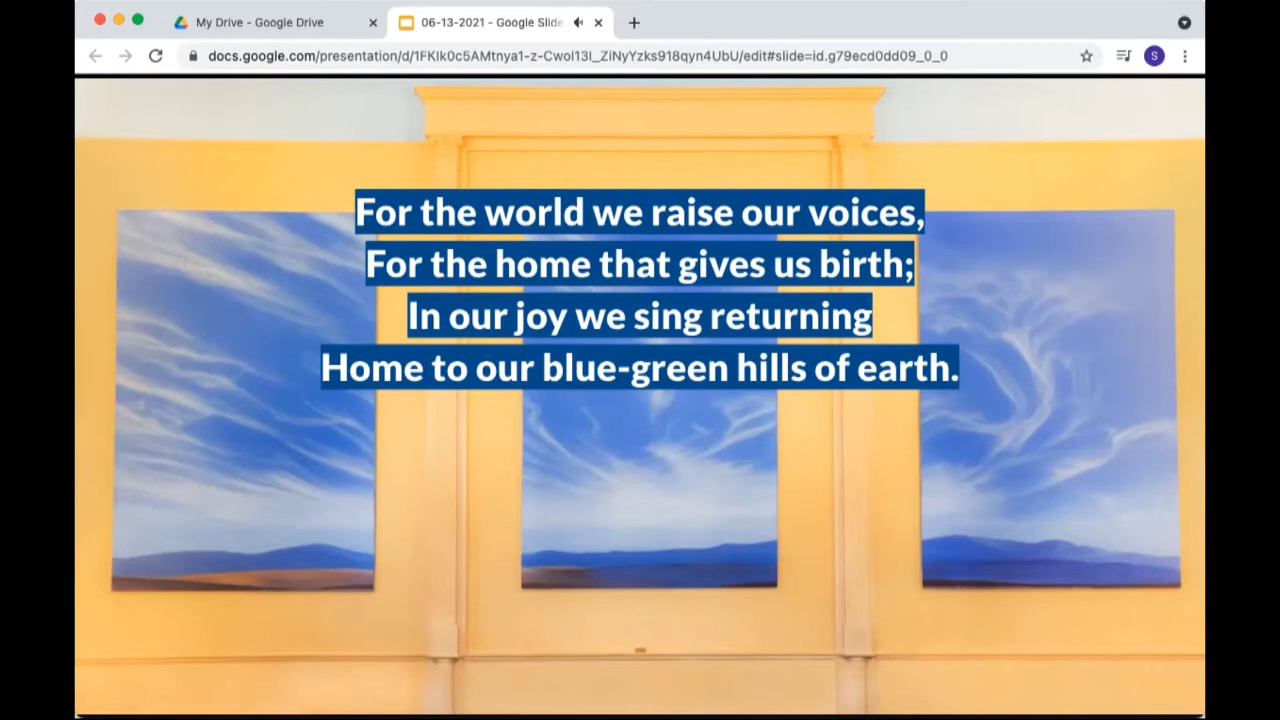 My Drive - Google Drive
06-13-2021 - Google Slide
docs.google.com/presentation/d/1FKlk0c5AMtnya1-z-Cwol13l_ZiNyYzks918qyn4UbU/edit#slide=id.g79ecd0dd09_0_0
S
For the world we raise our voices,
For the home that gives us birth;
In our joy we sing returning
Home to our blue-green hills of earth.